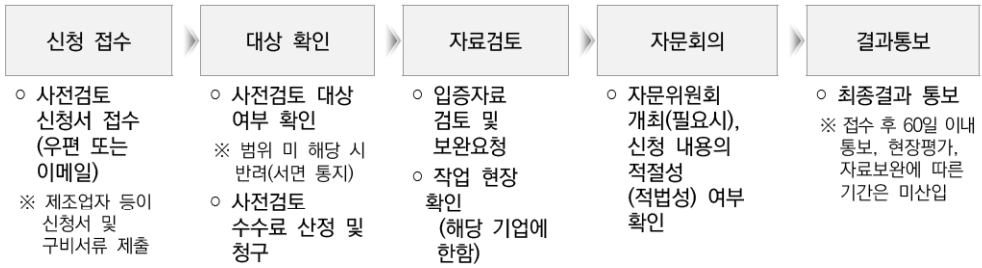 신청 접수
○ 사전검토
신청서 접수
(우편 또는
이메일)
※ 제조업자 등이
신청서 및
구비서류 제출
대상 확인
○ 사전검토 대상
여부 확인
※ 범위 미 해당 시
반려(서면 통지)
○ 사전검토
수수료 산정 및
청구
자료검토
○ 입증자료
검토 및
보완요청
○ 작업 현장
확인
(해당 기업에
한함)
자문회의
○ 자문위원회
개최(필요시),
신청 내용의
적절성
(적법성) 여부
확인
결과통보
○ 최종결과 통보
※ 접수 후 60일 이내
통보, 현장평가,
자료보완에 따른
기간은 미산입